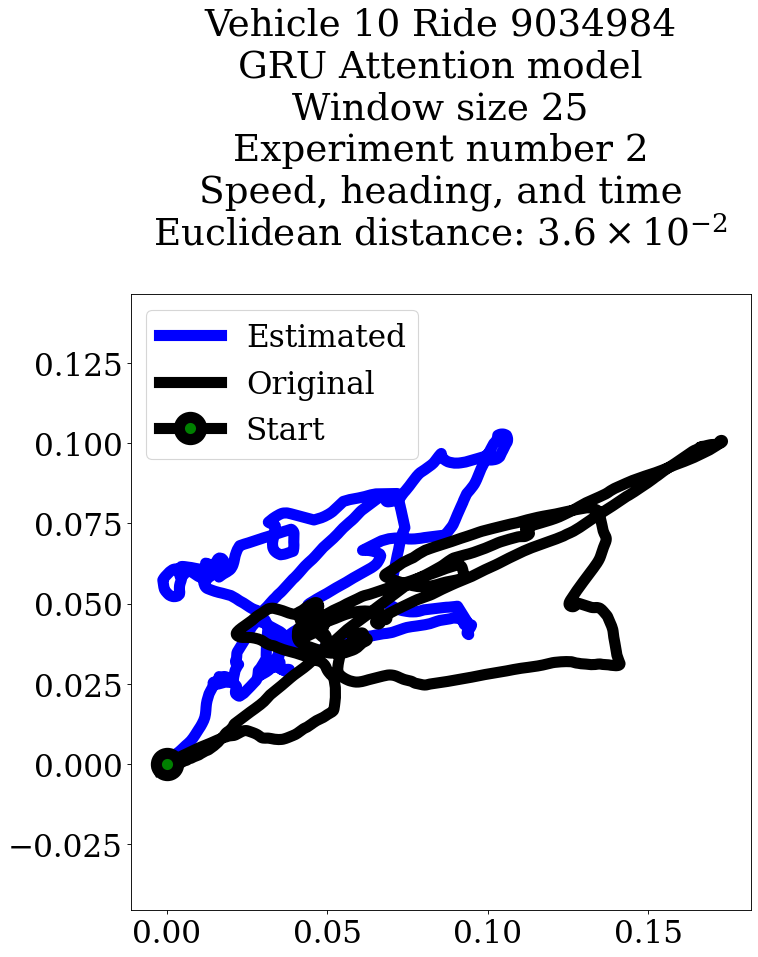 Vehicle 10 Ride 9034984
GRU Attention model
Window size 25
Experiment number 2
Speed, heading, and time
Euclidean distance: 3.6 × 10⁻²
Estimated
Original
Start
0.125
0.100
0.075
0.050
0.025
0.000
−0.025
0.00 0.05 0.10 0.15